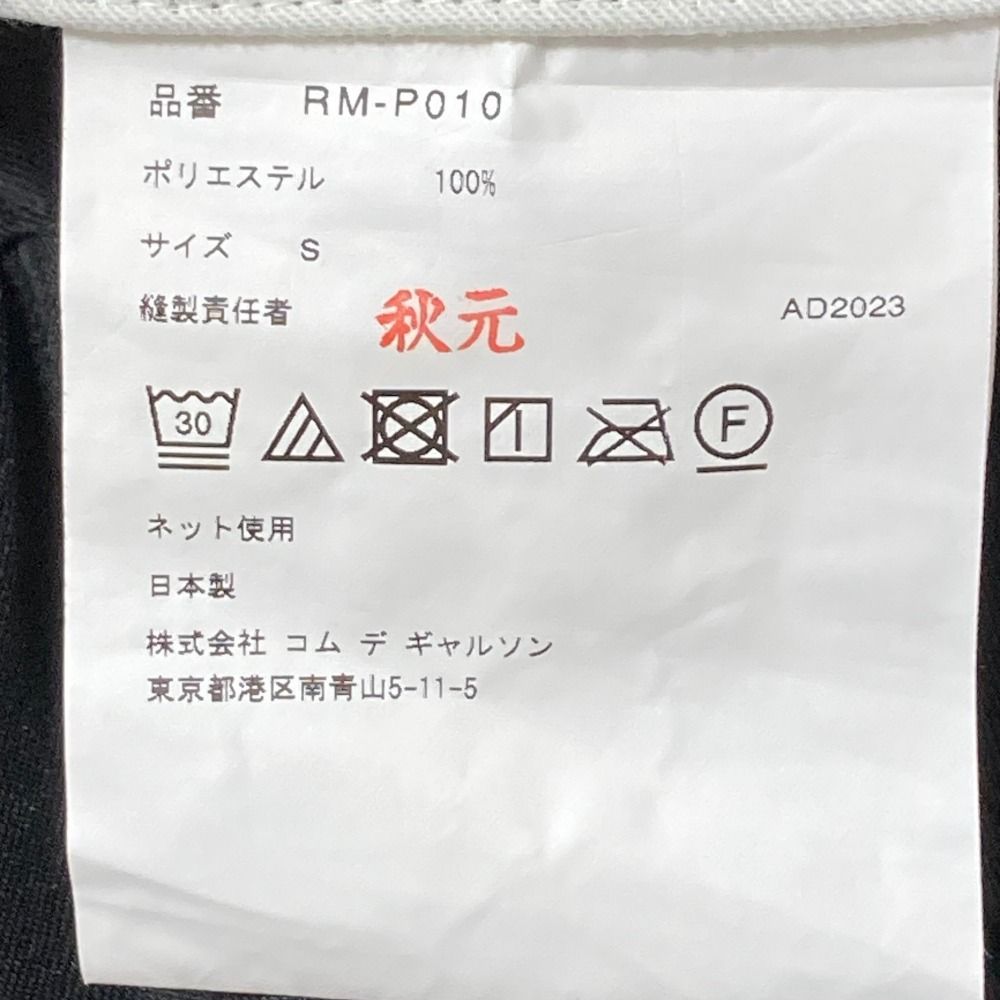 品番 RM-P010
ポリエステル 100%
サイズ S
縫製責任者 秋元 AD2023
30 F
ネット使用
日本製
株式会社 コム デ ギャルソン
東京都港区南青山5-11-5